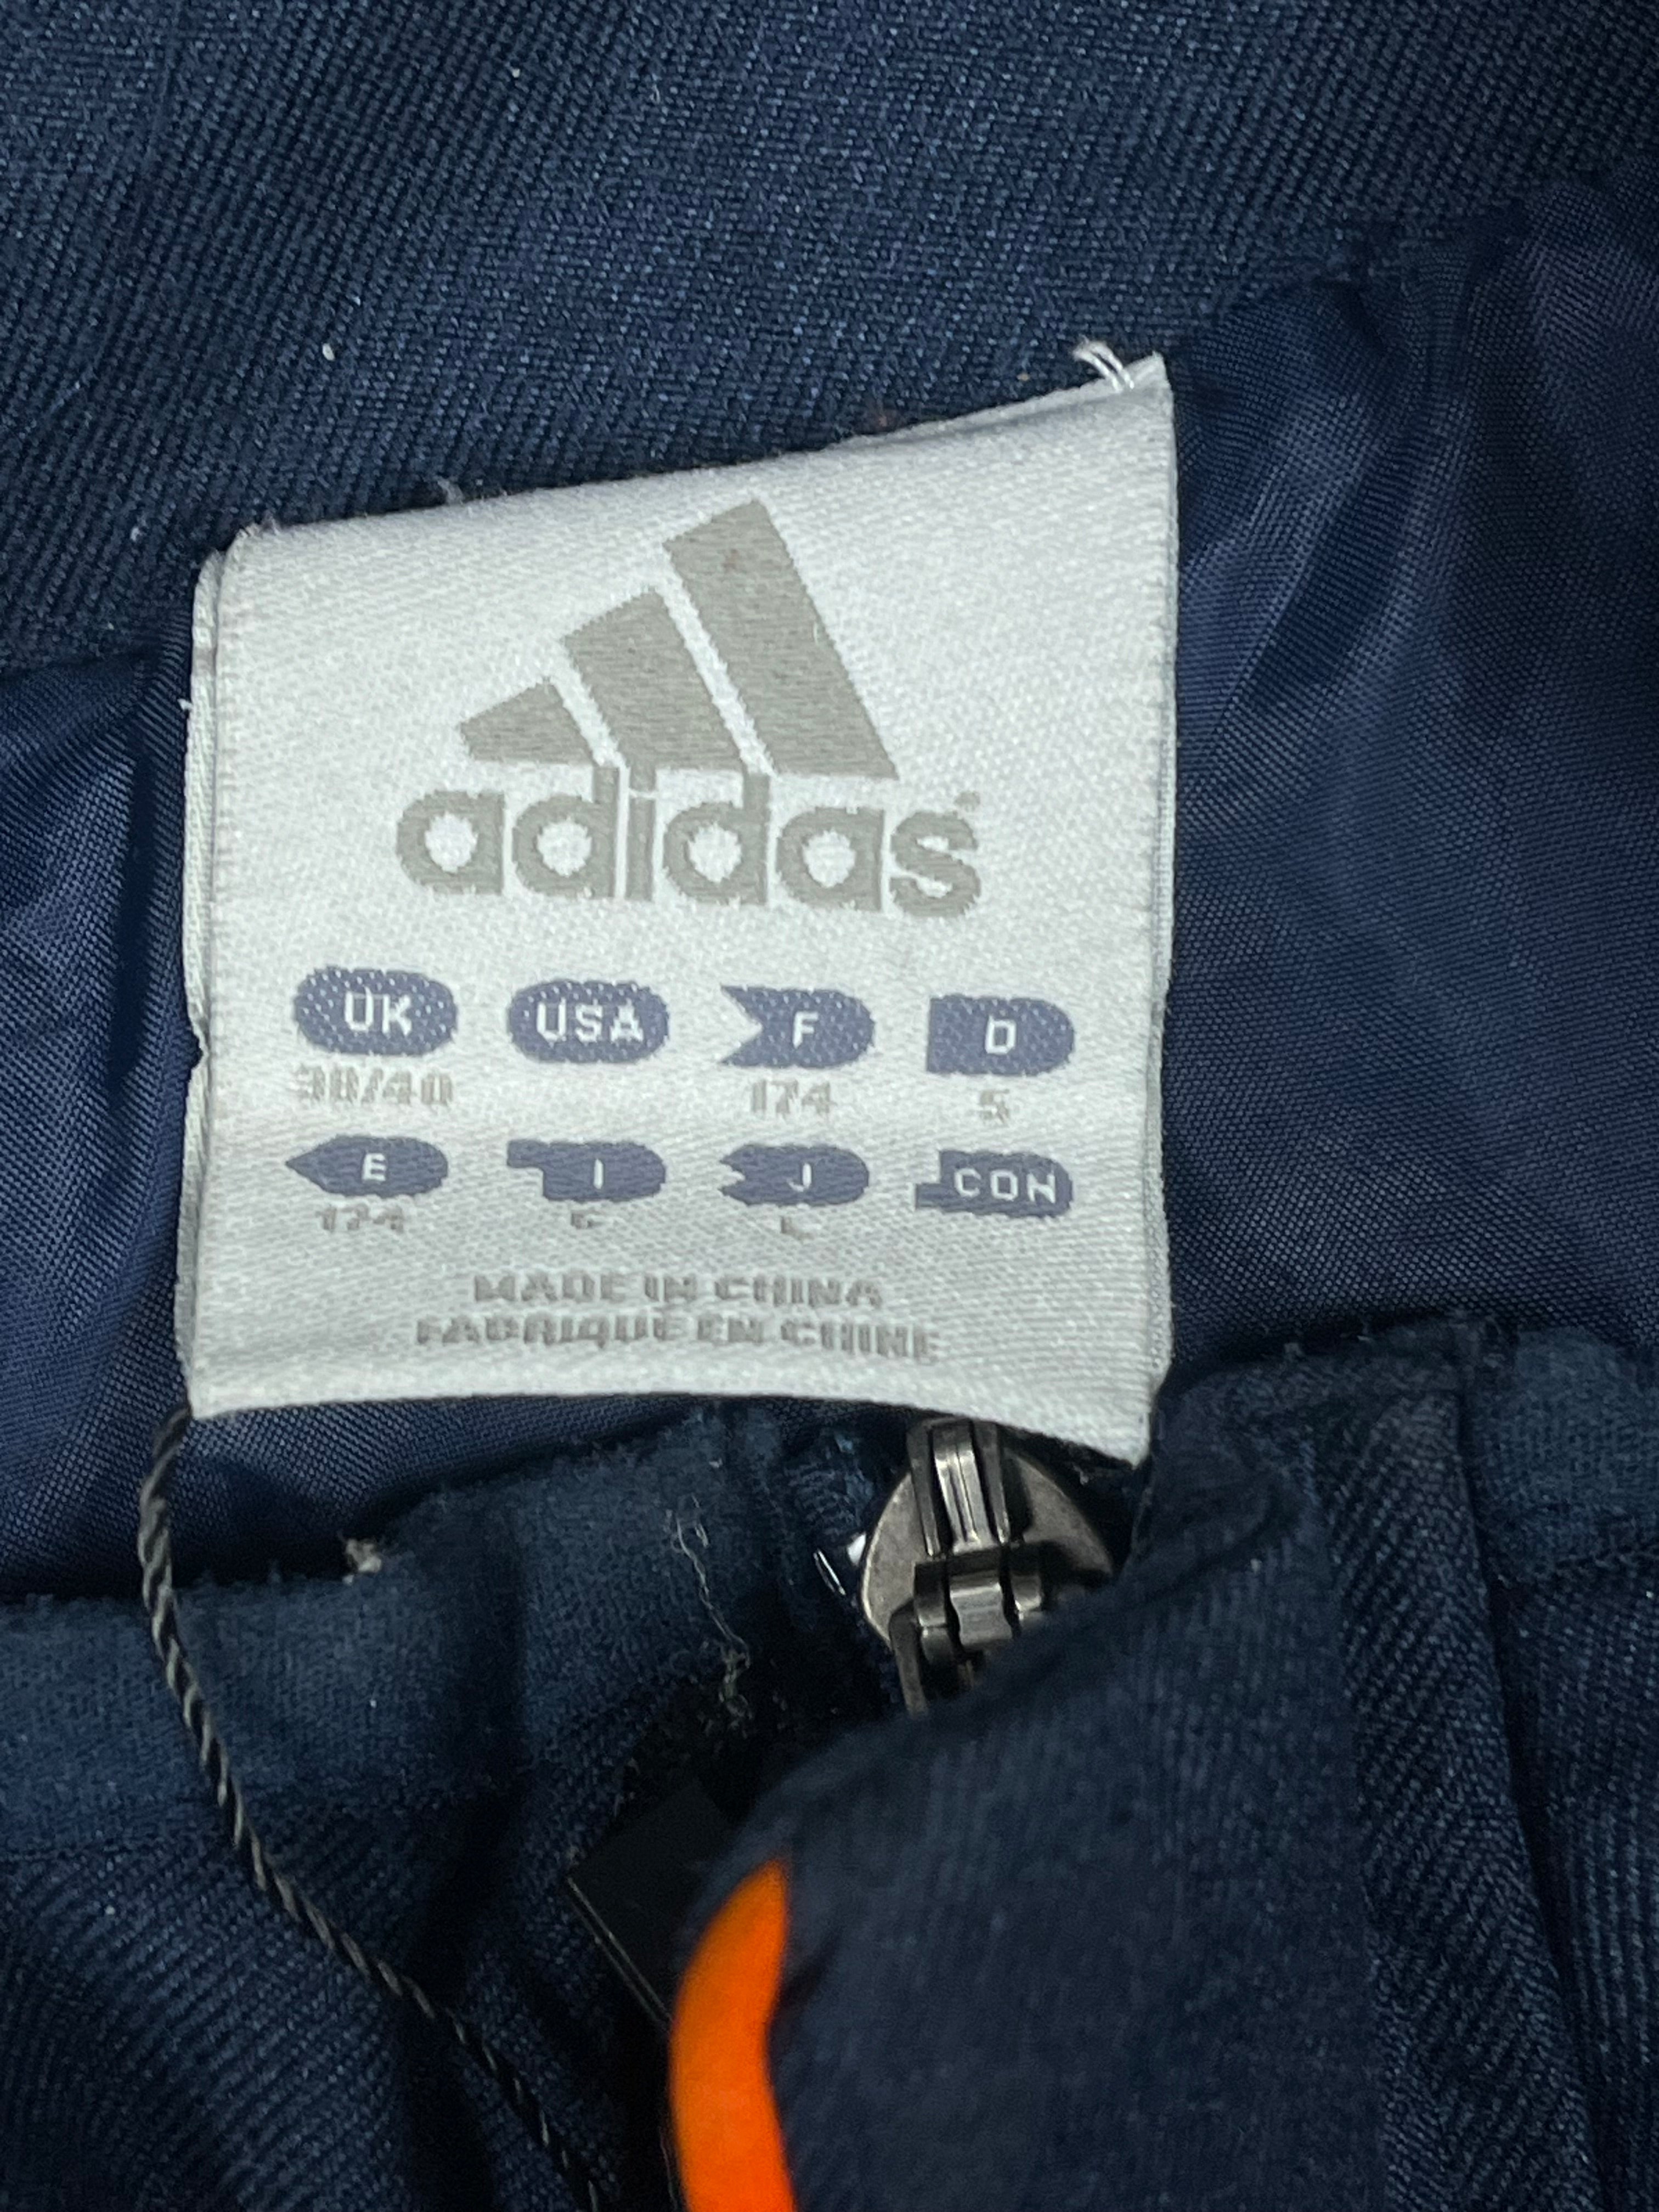 adidas
UK USA F D
38/40 174 5
E I J CON
174
MADE IN CHINA
FABRIQUÉ EN CHINE